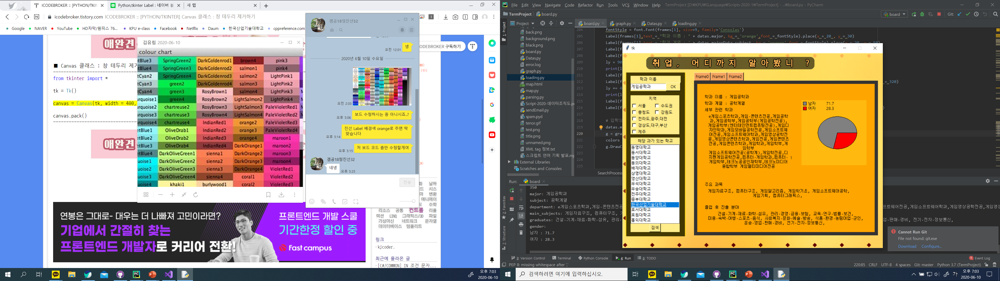 ICODEBROKER :: [PYTHON/TKIN
Python,tkinter Label : 네이버 블
새 탭
icodebroker.tistory.com
ICODEBROKER :: [PYTHON/TKINTER] Canvas 클래스 : 창 테두리 제거하기
Google
NAVER
YouTube
HD자막/원피스 76...
KPU e-class
Facebook
Netflix
Daum
한국산업기술대학교
cppreference.com
애완견
■ Canvas 클래스 : 창 테두리 제거
from tkinter import *
tk = Tk()
canvas = Canvas(tk, width = 400,
canvas.pack()
애완견
연봉은 그대로- 대우는 더 나빠져 고민이라면?
기업에서 간절히 찾는
프론트엔드 개발자로 커리어 전환!
프론트엔드 개발 스쿨
기간한정 할인 중
fast campus
김유림 2020-06-10
colour chart
SpringGreen2 DarkGoldenrod1 brown4 pink3
SpringGreen3 DarkGoldenrod2 salmon1 pink4
SpringGreen4 DarkGoldenrod3 salmon2 LightPink1
green2 DarkGoldenrod4 salmon3 LightPink2
green3 RosyBrown1 salmon4 LightPink3
green4 RosyBrown2 LightSalmon2 LightPink4
chartreuse2 RosyBrown3 LightSalmon3 PaleVioletRed1
chartreuse3 RosyBrown4 LightSalmon4 PaleVioletRed2
chartreuse4 IndianRed1 orange2 PaleVioletRed3
OliveDrab1 IndianRed2 orange3 PaleVioletRed4
OliveDrab2 IndianRed3 orange4 maroon1
OliveDrab4 IndianRed4 DarkOrange1 maroon2
DarkOliveGreen1 sienna1 DarkOrange2 maroon3
DarkOliveGreen2 sienna2 DarkOrange3 maroon4
DarkOliveGreen3 sienna3 DarkOrange4 VioletRed1
DarkOliveGreen4 sienna4 coral1 VioletRed2
khaki1 burlywood1 coral2 VioletRed3
겜공18정진선32
넹
오전 12:01
2020년 6월 10일 수요일
오전 2:03
보드 수정하시는 중 아니시죠..?
오후 5:06
진선 Label 배경색 orange로 주면 딱
맞습니다
오후 5:14
저 보드 코드 좀만 수정할게여
오후 5:15
겜공18정진선32
네넹
오후 5:25
전송
CODEBROKER 구독하기
날짜
시스
변환
애니메이
수학
리소스 공통 컨트롤 리플
렉션 LINQ 그래픽스/3D 파일
가상머신 네트워크 문자열
데이터베이스 템플리트
링크
kjcoder.
최근에 올라온 글
[C#/COMMON] IN 조건 문자...
오후 7:03
2020-06-10
File Edit View Navigate Code Refactor Run Tools VCS Window Help
TermProject [D:₩KPU₩SLanguage₩Scripts-2020-1₩TermProject] - ...₩board.py - PyCharm
TermProject
board.py
board
Git:
Project
board.py
graph.py
Datas.py
loading.py
1: Project
back.png
background.png
black.png
board.py
Datas.py
error.log
graph.py
loading.py
map.html
map.py
parsing.py
Script-2020-데이터조직도.p
sendEmail.py
spam.pyd
tenor.gif
test.png
title.png
unnamed.png
XML tag 정보.txt
스크립트 언어 기획 발표.mp
External Libraries
Scratches and Consoles
204 fontStyle = font.Font(frames[1], size=9, family='Consolas')
205 Label(frames[1],text = "학과 이름 : " + datas.major, bg = 'orange',font = fontStyle).place(x = 20 , y = 30)
206 Label(frames[1],text = "학과 계열 : " + datas.majorData.subject, bg = 'orange',font = fontStyle).place(x = 20, y = 50)
207 Label(f
208 Label(f
209 ly = 90
210 print(l
211 Label(f
212 Label(f
= 320)
213 ly += 4
214 print(l
215 Label(f
216 Label(f
217
218 # 입학상
219 datas.m
220 g = gra
221 colors
222 g.DrawC
223
224
225
SearchProcess
tk
취업, 어디까지 알아봤니 ?
학과 이름
게임공학과
OK
지역
서울 수도권
충청도 강원도
전라도,광주,대전
경상도,대구,부산
제주
해당 과가 있는 학교
동명대학교
동서대학교
동양대학교
동의대학교
배재대학교
상명대학교
영산대학교
우석대학교
우송대학교
전주대학교
중부대학교
한국산업기술대학교
호서대학교
호원대학교
홍익대학교
검색
Frame0 Frame1 Frame2
학과 이름 : 게임공학과
학과 계열 : 공학계열
세부 관련 학과
e게임스포츠학과,게임·콘텐츠전공,게임공학
과,게임공학부,게임공학부(게임공학전공),
게임공학부(엔터테인먼트컴퓨팅전공),게임디
자인학과,게임모바일공학전공,게임소프트웨
어전공,게임소프트웨어학과,게임영상공학전
공,게임영상콘텐츠학과,게임전공,게임콘텐츠
전공,게임콘텐츠학과,게임학과,게임학부,게
임학부
게임소프트웨어전공(공학계),게임학전공,디
지펜게임공학전공,컴퓨터·게임학과,컴퓨터· 1
게임학부,테크노공공인재학부,테크노미디어
융합학부 게임멀티미디어전공
주요 과목
게임자료구조, 컴퓨터구조, 게임알고리즘, 게임학기초, 게임소프트웨어공학,
게임기획, 컴퓨터그래픽스,
졸업 후 진출 분야
건설·기계·재료·화학·섬유, 관리·경영·금융·보험, 교육·연구·법률·보건,
미용·숙박·여행·스포츠·음식, 사회복지·문화·예술·방송, 식품·환경·농림어업·군인,
운송·영업·판매·경비, 전기·전자·정보통신,
남자 71.7
여자 28.3
Run: board
350
major: 게임공학과
subject: 공학계열
department: e게임스포츠학과,게임·콘텐츠전공
main_subjects: 게임자료구조, 컴퓨터구조,
graduates: 건설·기계·재료·화학·섬유, 관리·
gender:
남자 : 71.7
여자 : 28.3
2: Favorites
7: Structure
Cannot Run Git
File not found: git.exe
Download Configure...
9: Version Control Terminal Python Console 4: Run 6: TODO
Event Log
PEP 8: missing whitespace after ','
220:85 CRLF UTF-8 4 spaces Git: master Python 3.7 (TermProject)
검색하려면 여기에 입력하십시오.
오후 7:03
2020-06-10